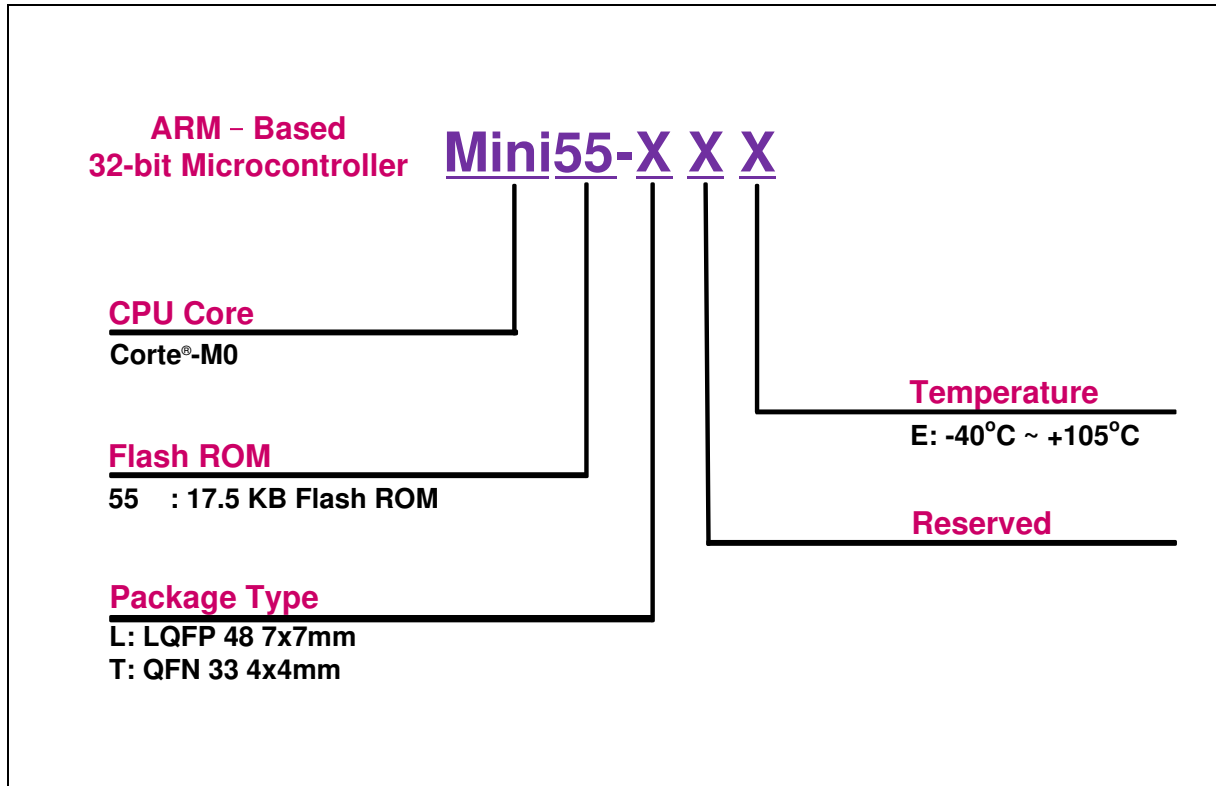 ARM – Based
32-bit Microcontroller
Mini55-X X X
CPU Core
Corte®-M0
Temperature
E: -40°C ~ +105°C
Flash ROM
55 : 17.5 KB Flash ROM
Reserved
Package Type
L: LQFP 48 7x7mm
T: QFN 33 4x4mm